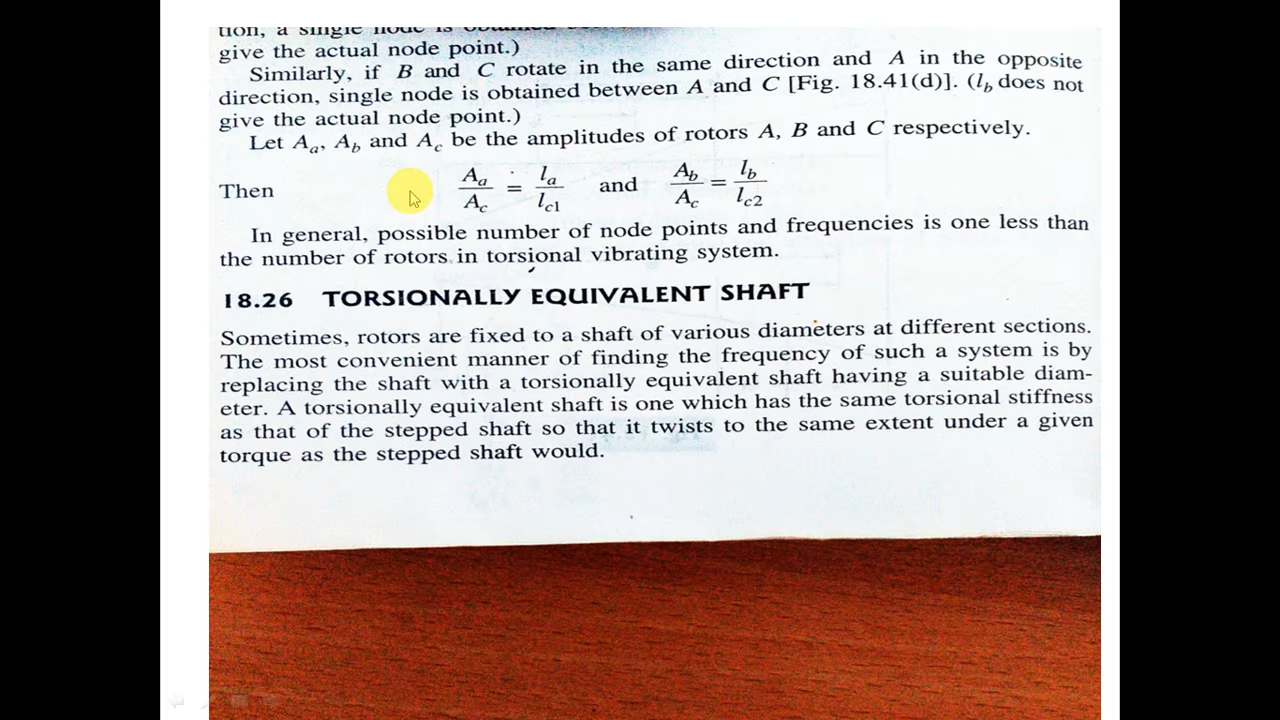 tion, a single node is obtained
give the actual node point.)
Similarly, if B and C rotate in the same direction and A in the opposite
direction, single node is obtained between A and C [Fig. 18.41(d)]. (l_b does not
give the actual node point.)
Let A_a, A_b and A_c be the amplitudes of rotors A, B and C respectively.
Then A_a/A_c = l_a/l_c1 and A_b/A_c = l_b/l_c2
In general, possible number of node points and frequencies is one less than
the number of rotors in torsional vibrating system.
18.26 TORSIONALLY EQUIVALENT SHAFT
Sometimes, rotors are fixed to a shaft of various diameters at different sections.
The most convenient manner of finding the frequency of such a system is by
replacing the shaft with a torsionally equivalent shaft having a suitable diam-
eter. A torsionally equivalent shaft is one which has the same torsional stiffness
as that of the stepped shaft so that it twists to the same extent under a given
torque as the stepped shaft would.